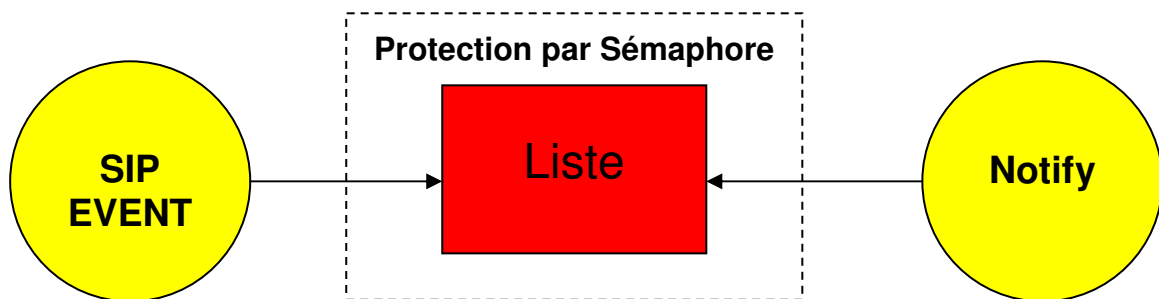 Protection par Sémaphore
SIP
EVENT
Liste
Notify